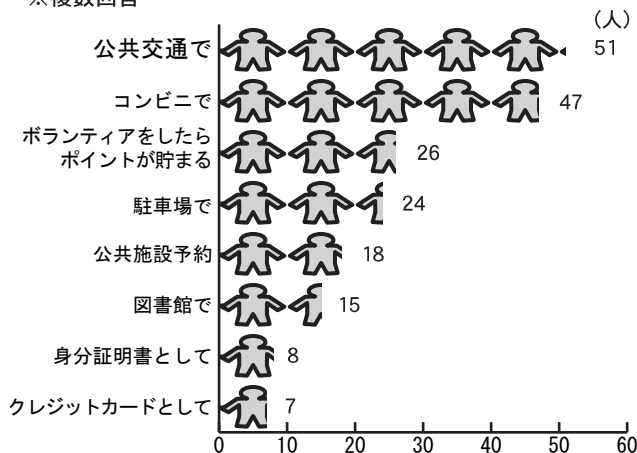 ※複数回答
(人)
公共交通で 51
コンビニで 47
ボランティアをしたら
ポイントが貯まる 26
駐車場で 24
公共施設予約 18
図書館で 15
身分証明書として 8
クレジットカードとして 7
0 10 20 30 40 50 60